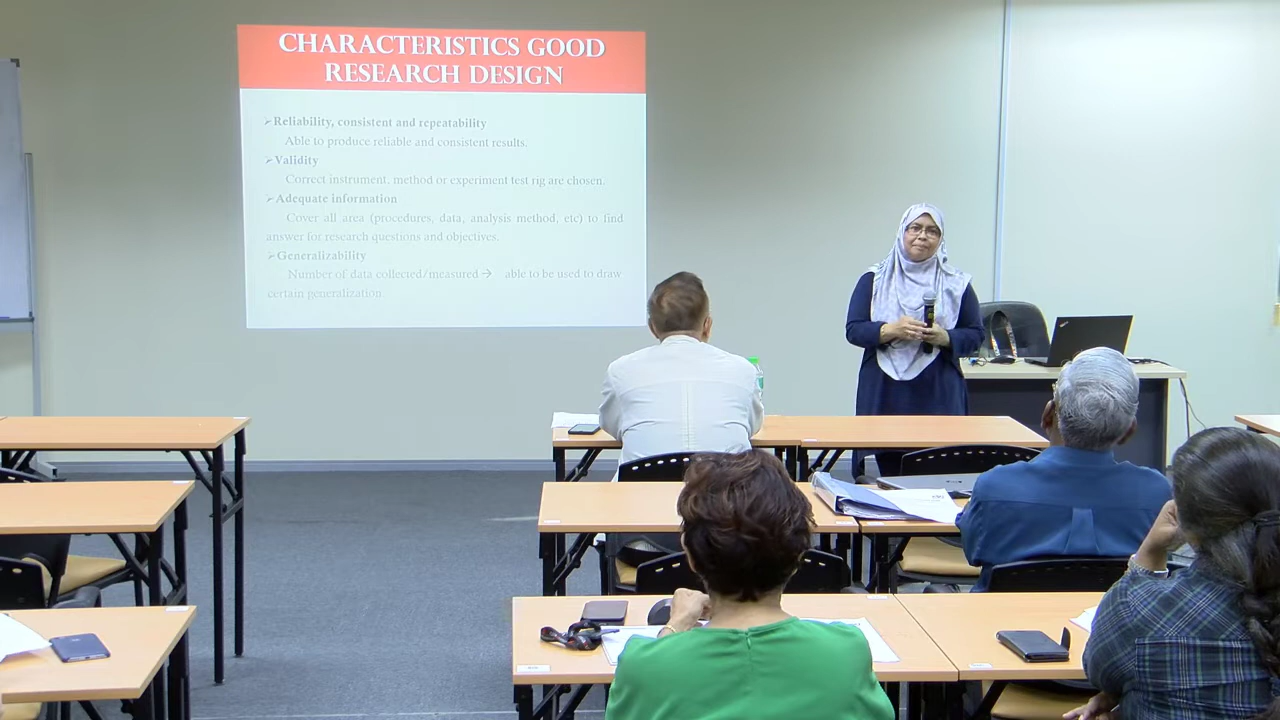 CHARACTERISTICS GOOD
RESEARCH DESIGN
➢Reliability, consistent and repeatability
Able to produce reliable and consistent results.
➢Validity
Correct instrument, method or experiment test rig are chosen.
➢Adequate information
Cover all area (procedures, data, analysis method, etc) to find
answer for research questions and objectives.
➢Generalizability
Number of data collected/measured → able to be used to draw
certain generalization